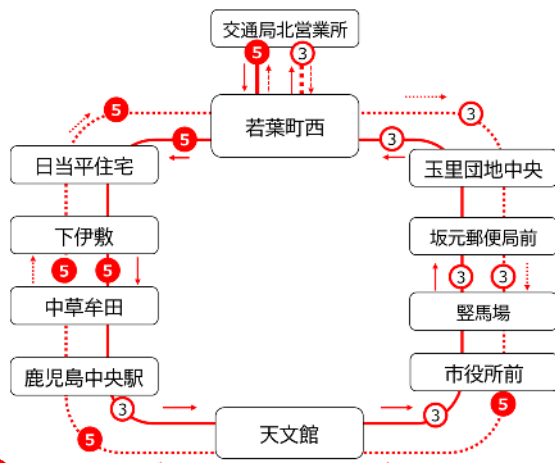 交通局北営業所
5
3
5
若葉町西
3
5
3
日当平住宅
玉里団地中央
下伊敷
坂元郵便局前
5
5
3
3
中草牟田
竪馬場
鹿児島中央駅
市役所前
3
天文館
3
5
5